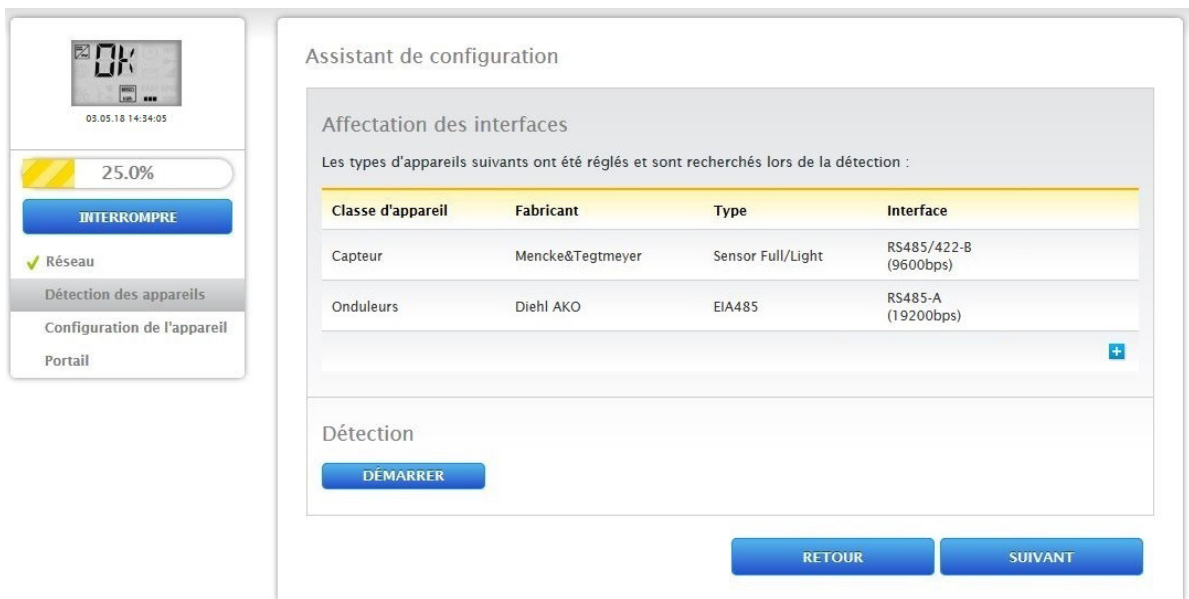 OK
03.05.18 14:34:05
25.0%
INTERROMPRE
Réseau
Détection des appareils
Configuration de l'appareil
Portail
Assistant de configuration
Affectation des interfaces
Les types d'appareils suivants ont été réglés et sont recherchés lors de la détection :
Classe d'appareil Fabricant Type Interface
Capteur Mencke&Tegtmeyer Sensor Full/Light RS485/422-B
(9600bps)
Onduleurs Diehl AKO EIA485 RS485-A
(19200bps)
Détection
DÉMARRER
RETOUR SUIVANT